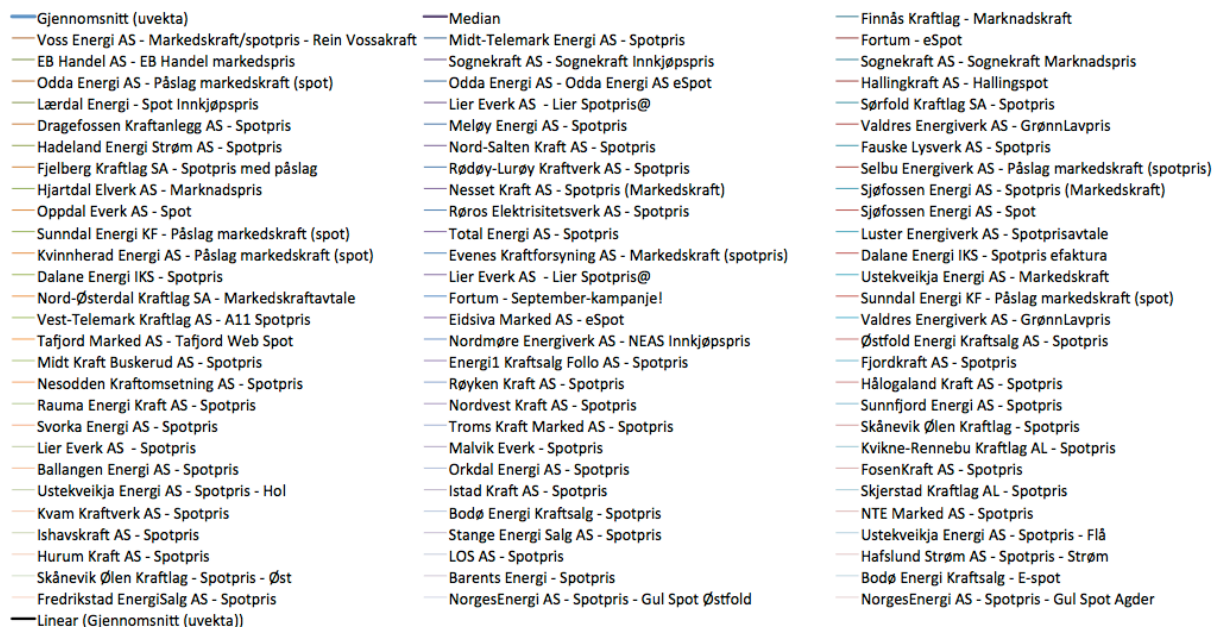 Gjennomsnitt (uvekta)
Median
Finnås Kraftlag - Marknadskraft
Voss Energi AS - Markedskraft/spotpris - Rein Vossakraft
Midt-Telemark Energi AS - Spotpris
Fortum - eSpot
EB Handel AS - EB Handel markedspris
Sognekraft AS - Sognekraft Innkjøpspris
Sognekraft AS - Sognekraft Marknadspris
Odda Energi AS - Påslag markedskraft (spot)
Odda Energi AS - Odda Energi AS eSpot
Hallingkraft AS - Hallingspot
Lærdal Energi - Spot Innkjøpspris
Lier Everk AS  - Lier Spotpris@
Sørfold Kraftlag SA - Spotpris
Dragefossen Kraftanlegg AS - Spotpris
Meløy Energi AS - Spotpris
Valdres Energiverk AS - GrønnLavpris
Hadeland Energi Strøm AS - Spotpris
Nord-Salten Kraft AS - Spotpris
Fauske Lysverk AS - Spotpris
Fjelberg Kraftlag SA - Spotpris med påslag
Rødøy-Lurøy Kraftverk AS - Spotpris
Selbu Energiverk AS - Påslag markedskraft (spotpris)
Hjartdal Elverk AS - Marknadspris
Nesset Kraft AS - Spotpris (Markedskraft)
Sjøfossen Energi AS - Spotpris (Markedskraft)
Oppdal Everk AS - Spot
Røros Elektrisitetsverk AS - Spotpris
Sjøfossen Energi AS - Spot
Sunndal Energi KF - Påslag markedskraft (spot)
Total Energi AS - Spotpris
Luster Energiverk AS - Spotprisavtale
Kvinnherad Energi AS - Påslag markedskraft (spot)
Evenes Kraftforsyning AS - Markedskraft (spotpris)
Dalane Energi IKS - Spotpris efaktura
Dalane Energi IKS - Spotpris
Lier Everk AS  - Lier Spotpris@
Ustekveikja Energi AS - Markedskraft
Nord-Østerdal Kraftlag SA - Markedskraftavtale
Fortum - September-kampanje!
Sunndal Energi KF - Påslag markedskraft (spot)
Vest-Telemark Kraftlag AS - A11 Spotpris
Eidsiva Marked AS - eSpot
Valdres Energiverk AS - GrønnLavpris
Tafjord Marked AS - Tafjord Web Spot
Nordmøre Energiverk AS - NEAS Innkjøpspris
Østfold Energi Kraftsalg AS - Spotpris
Midt Kraft Buskerud AS - Spotpris
Energi1 Kraftsalg Follo AS - Spotpris
Fjordkraft AS - Spotpris
Nesodden Kraftomsetning AS - Spotpris
Røyken Kraft AS - Spotpris
Hålogaland Kraft AS - Spotpris
Rauma Energi Kraft AS - Spotpris
Nordvest Kraft AS - Spotpris
Sunnfjord Energi AS - Spotpris
Svorka Energi AS - Spotpris
Troms Kraft Marked AS - Spotpris
Skånevik Ølen Kraftlag - Spotpris
Lier Everk AS  - Spotpris
Malvik Everk - Spotpris
Kvikne-Rennebu Kraftlag AL - Spotpris
Ballangen Energi AS - Spotpris
Orkdal Energi AS - Spotpris
FosenKraft AS - Spotpris
Ustekveikja Energi AS - Spotpris - Hol
Istad Kraft AS - Spotpris
Skjerstad Kraftlag AL - Spotpris
Kvam Kraftverk AS - Spotpris
Bodø Energi Kraftsalg - Spotpris
NTE Marked AS - Spotpris
Ishavskraft AS - Spotpris
Stange Energi Salg AS - Spotpris
Ustekveikja Energi AS - Spotpris - Flå
Hurum Kraft AS - Spotpris
LOS AS - Spotpris
Hafslund Strøm AS - Spotpris - Strøm
Skånevik Ølen Kraftlag - Spotpris - Øst
Barents Energi - Spotpris
Bodø Energi Kraftsalg - E-spot
Fredrikstad EnergiSalg AS - Spotpris
NorgesEnergi AS - Spotpris - Gul Spot Østfold
NorgesEnergi AS - Spotpris - Gul Spot Agder
Linear (Gjennomsnitt (uvekta))